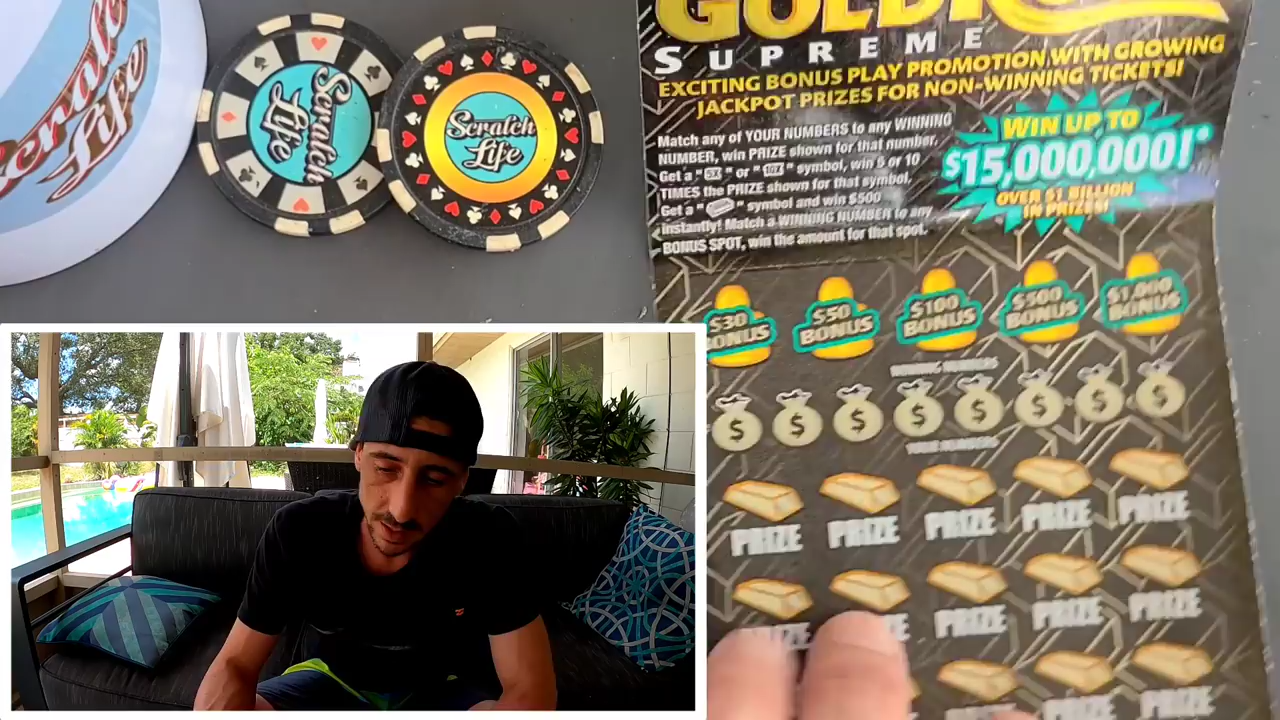 Scratch
Life
Scratch
Life
Scratch
Life
SUPREME
EXCITING BONUS PLAY PROMOTION WITH GROWING
JACKPOT PRIZES FOR NON-WINNING TICKETS!
Match any of YOUR NUMBERS to any WINNING
NUMBER, win PRIZE shown for that number.
Get a "5X" or "10X" symbol, win 5 or 10
TIMES the PRIZE shown for that symbol.
Get a " " symbol and win $500
instantly! Match a WINNING NUMBER to any
BONUS SPOT, win the amount for that spot.
WIN UP TO
$15,000,000!*
OVER $1 BILLION
IN PRIZES!
$30
BONUS
$50
BONUS
$100
BONUS
$500
BONUS
$1,000
BONUS
WINNING NUMBERS
$ $ $ $ $ $ $ $
YOUR NUMBERS
PRIZE PRIZE PRIZE PRIZE PRIZE
PRIZE PRIZE PRIZE PRIZE
PRIZE PRIZE PRIZE